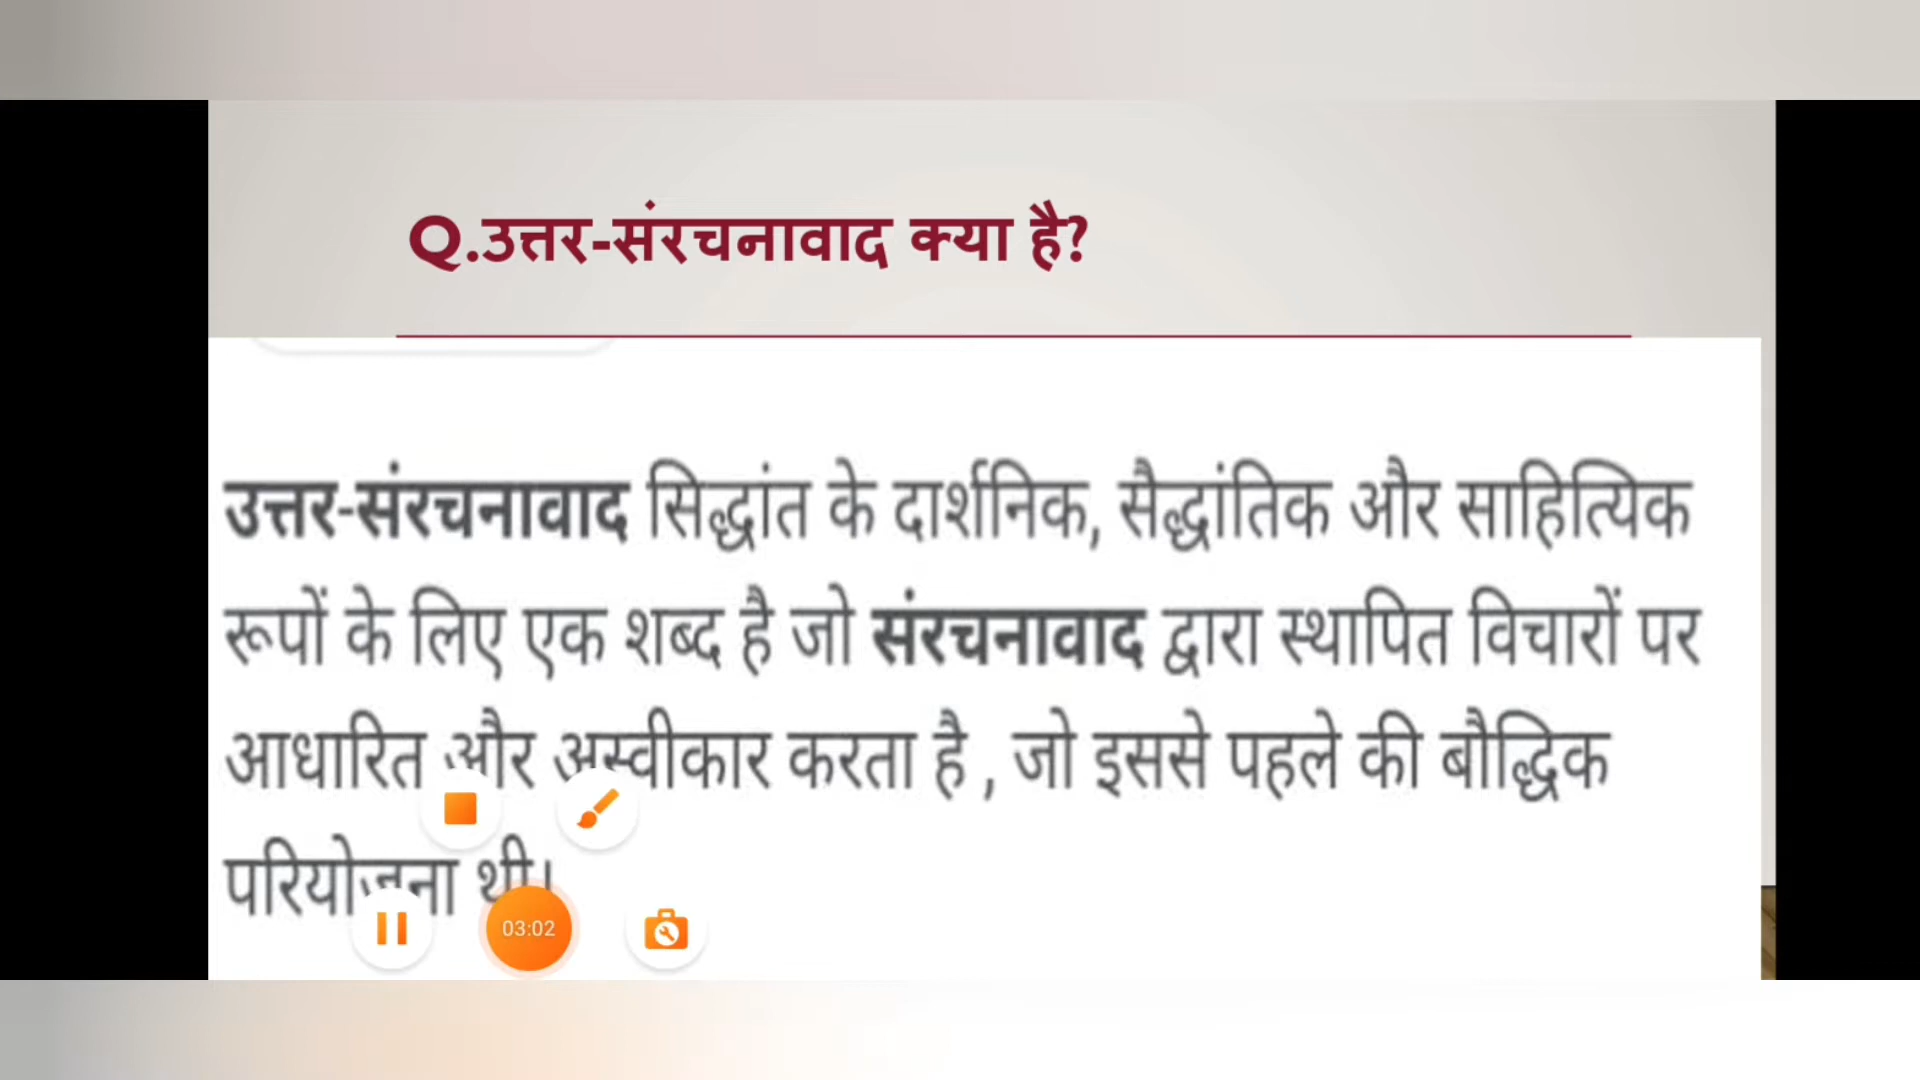 Q.उत्तर-संरचनावाद क्या है?
उत्तर-संरचनावाद सिद्धांत के दार्शनिक, सैद्धांतिक और साहित्यिक
रूपों के लिए एक शब्द है जो संरचनावाद द्वारा स्थापित विचारों पर
आधारित और अस्वीकार करता है , जो इससे पहले की बौद्धिक
परियोजना थी।
03:02